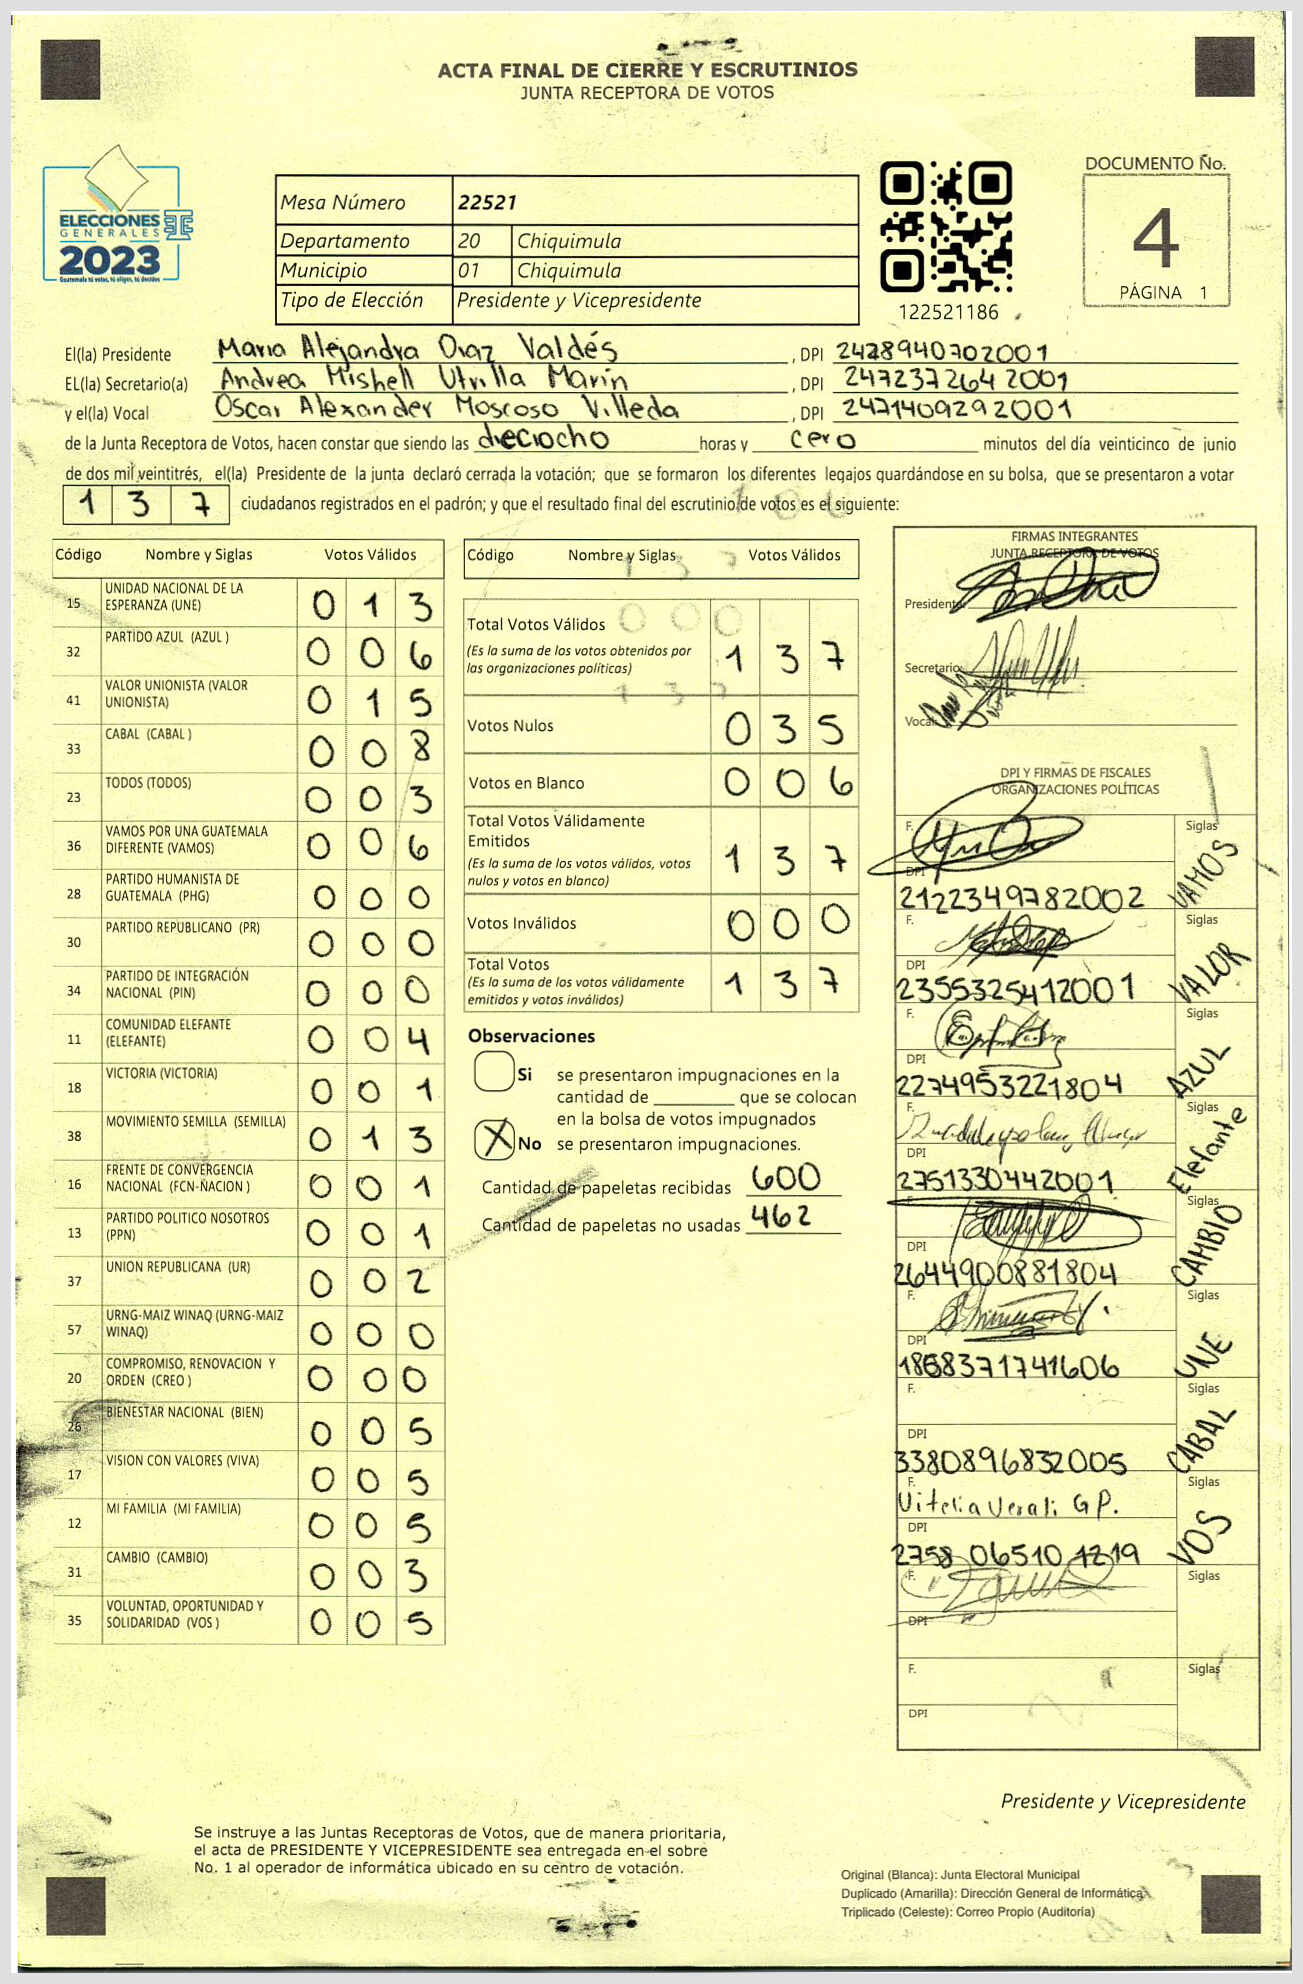 ACTA FINAL DE CIERRE Y ESCRUTINIOS
JUNTA RECEPTORA DE VOTOS
ELECCIONES
GENERALES
2023
Guatemala tú votas, tú eliges, tú decides
Mesa Número 22521
Departamento 20 Chiquimula
Municipio 01 Chiquimula
Tipo de Elección Presidente y Vicepresidente
122521186
DOCUMENTO No.
4
PÁGINA 1
El(la) Presidente Maria Alejandra Diaz Valdés , DPI 2428940702001
EL(la) Secretario(a) Andrea Mishell Utrilla Marin , DPI 2472372642001
y el(la) Vocal Oscar Alexander Moscoso Villeda , DPI 2471409292001
de la Junta Receptora de Votos, hacen constar que siendo las dieciocho horas y cero minutos del día veinticinco de junio
de dos mil veintitrés, el(la) Presidente de la junta declaró cerrada la votación; que se formaron los diferentes legajos guardándose en su bolsa, que se presentaron a votar
1 3 7 ciudadanos registrados en el padrón; y que el resultado final del escrutinio de votos es el siguiente:
Código Nombre y Siglas Votos Válidos
15 UNIDAD NACIONAL DE LA ESPERANZA (UNE) 0 1 3
32 PARTIDO AZUL (AZUL ) 0 0 6
41 VALOR UNIONISTA (VALOR UNIONISTA) 0 1 5
33 CABAL (CABAL ) 0 0 8
23 TODOS (TODOS) 0 0 3
36 VAMOS POR UNA GUATEMALA DIFERENTE (VAMOS) 0 0 6
28 PARTIDO HUMANISTA DE GUATEMALA (PHG) 0 0 0
30 PARTIDO REPUBLICANO (PR) 0 0 0
34 PARTIDO DE INTEGRACIÓN NACIONAL (PIN) 0 0 0
11 COMUNIDAD ELEFANTE (ELEFANTE) 0 0 4
18 VICTORIA (VICTORIA) 0 0 1
38 MOVIMIENTO SEMILLA (SEMILLA) 0 1 3
16 FRENTE DE CONVERGENCIA NACIONAL (FCN-NACION ) 0 0 1
13 PARTIDO POLITICO NOSOTROS (PPN) 0 0 1
37 UNION REPUBLICANA (UR) 0 0 2
57 URNG-MAIZ WINAQ (URNG-MAIZ WINAQ) 0 0 0
20 COMPROMISO, RENOVACION Y ORDEN (CREO ) 0 0 0
26 BIENESTAR NACIONAL (BIEN) 0 0 5
17 VISION CON VALORES (VIVA) 0 0 5
12 MI FAMILIA (MI FAMILIA) 0 0 5
31 CAMBIO (CAMBIO) 0 0 3
35 VOLUNTAD, OPORTUNIDAD Y SOLIDARIDAD (VOS ) 0 0 5
Código Nombre y Siglas Votos Válidos
Total Votos Válidos
(Es la suma de los votos obtenidos por las organizaciones políticas) 1 3 7
Votos Nulos 0 3 5
Votos en Blanco 0 0 6
Total Votos Válidamente Emitidos
(Es la suma de los votos válidos, votos nulos y votos en blanco) 1 3 7
Votos Inválidos 0 0 0
Total Votos
(Es la suma de los votos válidamente emitidos y votos inválidos) 1 3 7
Observaciones
Si se presentaron impugnaciones en la
cantidad de ________ que se colocan
en la bolsa de votos impugnados
X No se presentaron impugnaciones.
Cantidad de papeletas recibidas 600
Cantidad de papeletas no usadas 462
FIRMAS INTEGRANTES
JUNTA RECEPTORA DE VOTOS
Presidente
Secretario
Vocal
DPI Y FIRMAS DE FISCALES
ORGANIZACIONES POLÍTICAS
F. Siglas VAMOS
DPI
2122349782002
F. Siglas VALOR
DPI
2355325412001
F. Siglas AZUL
DPI
2274953221804
F. Siglas Elefante
DPI
2751330442001
F. Siglas CAMBIO
DPI
2644900881804
F. Siglas UNE
DPI
1858371741606
F. Siglas CABAL
DPI
3380896832005
F. Vitelia Verali G P. Siglas VOS
DPI
2758 06510 1219
F. Siglas
DPI
F. Siglas
DPI
Presidente y Vicepresidente
Se instruye a las Juntas Receptoras de Votos, que de manera prioritaria,
el acta de PRESIDENTE Y VICEPRESIDENTE sea entregada en el sobre
No. 1 al operador de informática ubicado en su centro de votación.
Original (Blanca): Junta Electoral Municipal
Duplicado (Amarilla): Dirección General de Informática
Triplicado (Celeste): Correo Propio (Auditoría)